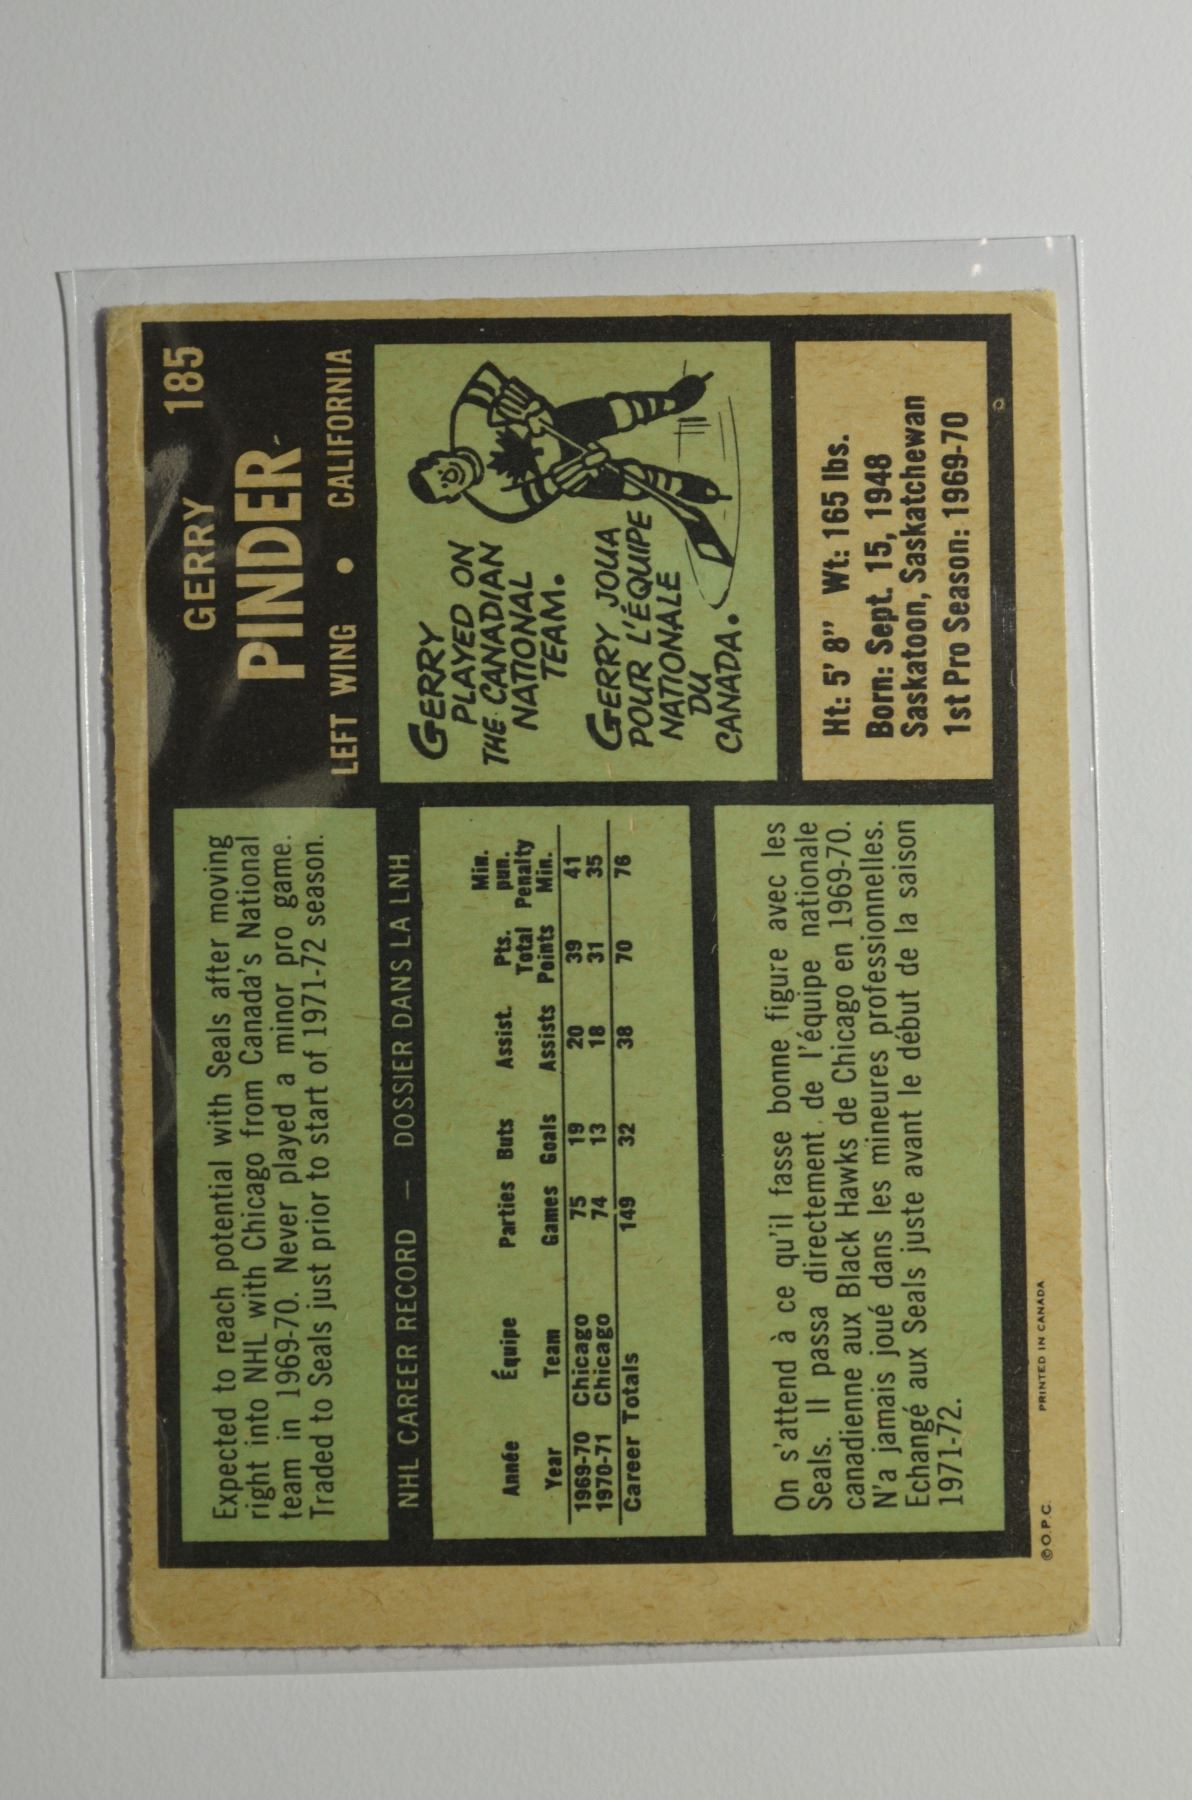 Expected to reach potential with Seals after moving
right into NHL with Chicago from Canada's National
team in 1969-70. Never played a minor pro game.
Traded to Seals just prior to start of 1971-72 season.
GERRY 185
PINDER
LEFT WING • CALIFORNIA
NHL CAREER RECORD — DOSSIER DANS LA LNH
Min.
Pts. pun.
Année Équipe Parties Buts Assist. Total Penalty
Year Team Games Goals Assists Points Min.
1969-70 Chicago 75 19 20 39 41
1970-71 Chicago 74 13 18 31 35
Career Totals 149 32 38 70 76
GERRY
PLAYED ON
THE CANADIAN
NATIONAL
TEAM.
GERRY JOUA
POUR L'ÉQUIPE
NATIONALE
DU
CANADA.
On s'attend à ce qu'il fasse bonne figure avec les
Seals. Il passa directement, de l'équipe nationale
canadienne aux Black Hawks de Chicago en 1969-70.
N'a jamais joué dans les mineures professionnelles.
Echangé aux Seals juste avant le début de la saison
1971-72.
Ht: 5' 8" Wt: 165 lbs.
Born: Sept. 15, 1948
Saskatoon, Saskatchewan
1st Pro Season: 1969-70
© O.P.C. PRINTED IN CANADA